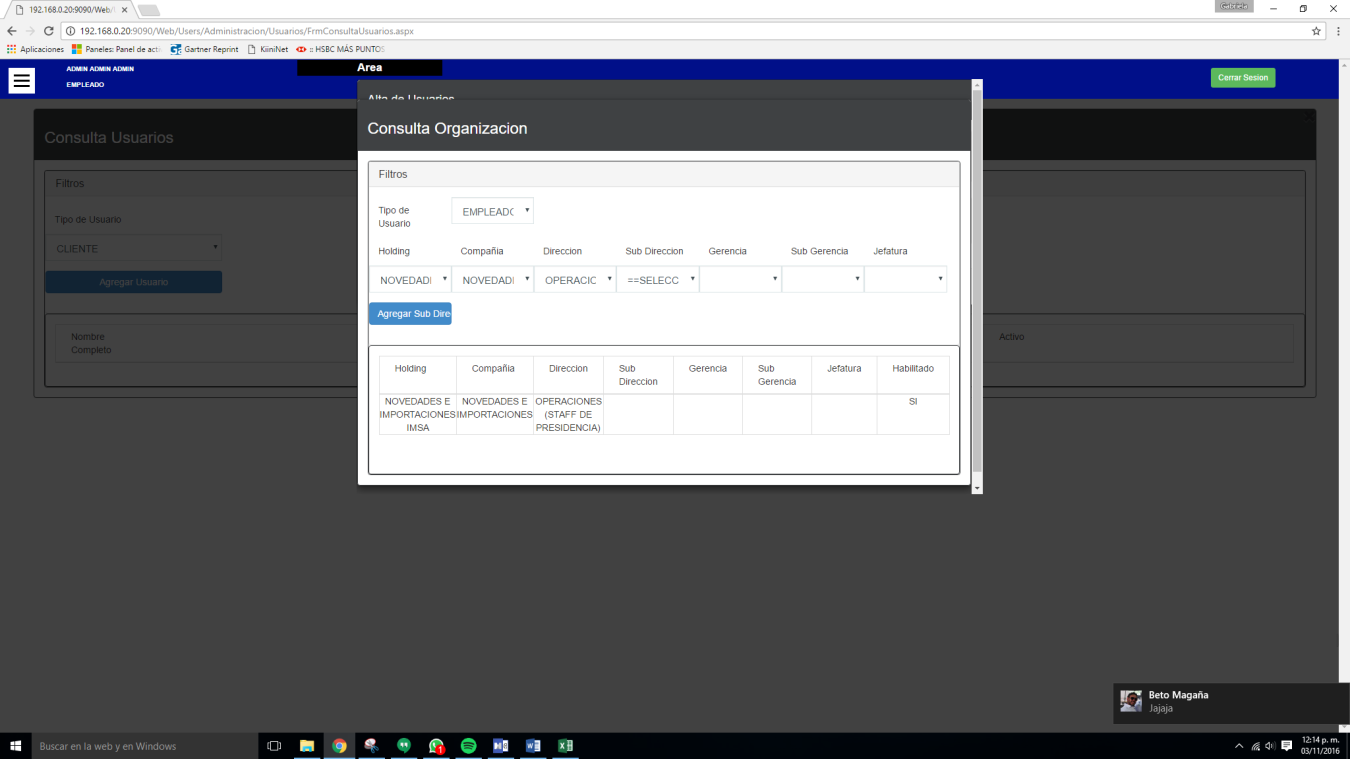 Gabriela
192.168.0.20:9090/Web/
192.168.0.20:9090/Web/Users/Administracion/Usuarios/FrmConsultaUsuarios.aspx
Aplicaciones Paneles: Panel de act Gartner Reprint KiiniNet :: HSBC MÁS PUNTOS
ADMIN ADMIN ADMIN
EMPLEADO
Area
Cerrar Sesion
Alta de Usuarios
Consulta Usuarios
Filtros
Tipo de Usuario
CLIENTE
Agregar Usuario
Nombre
Completo
Activo
Consulta Organizacion
Filtros
Tipo de
Usuario
EMPLEADO
Holding Compañia Direccion Sub Direccion Gerencia Sub Gerencia Jefatura
NOVEDADI NOVEDADI OPERACIC ==SELECC
Agregar Sub Dire
Holding Compañia Direccion Sub Direccion Gerencia Sub Gerencia Jefatura Habilitado
NOVEDADES E IMPORTACIONES IMSA
NOVEDADES E IMPORTACIONES
OPERACIONES (STAFF DE PRESIDENCIA)
SI
Beto Magaña
Jajaja
Buscar en la web y en Windows
1
12:14 p. m.
03/11/2016